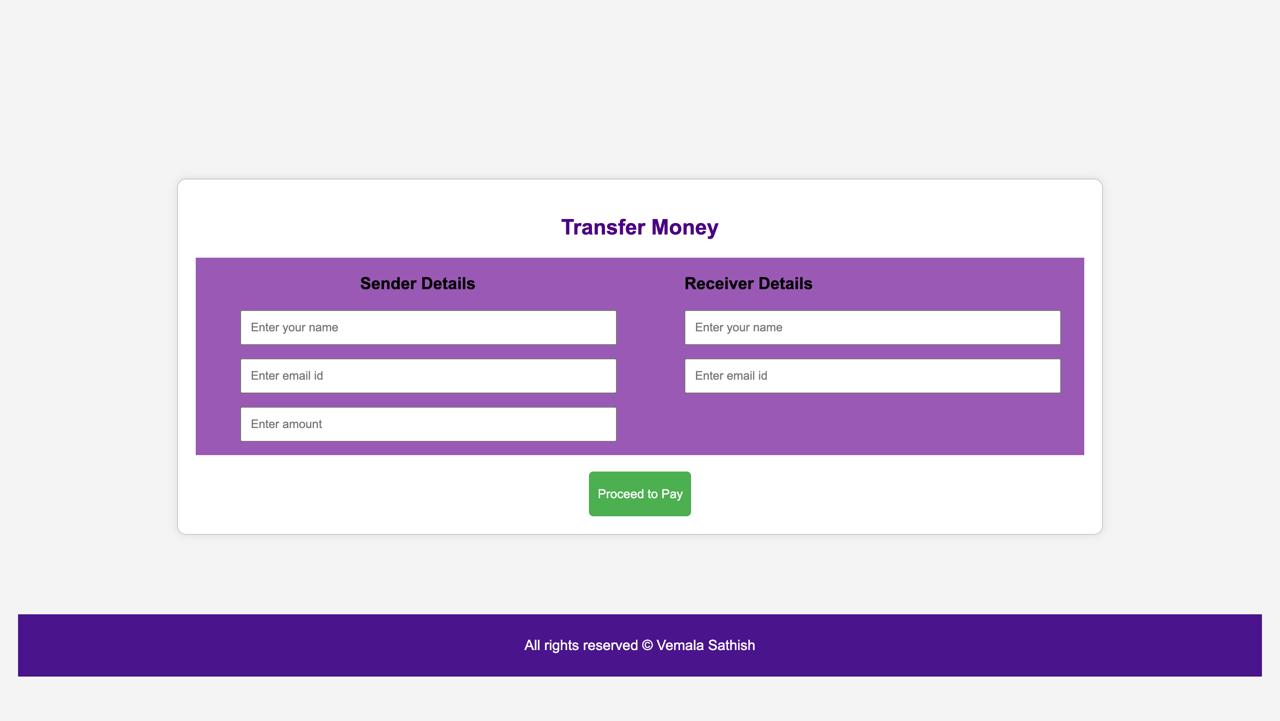 Transfer Money
Sender Details
Enter your name
Enter email id
Enter amount
Receiver Details
Enter your name
Enter email id
Proceed to Pay
All rights reserved © Vemala Sathish